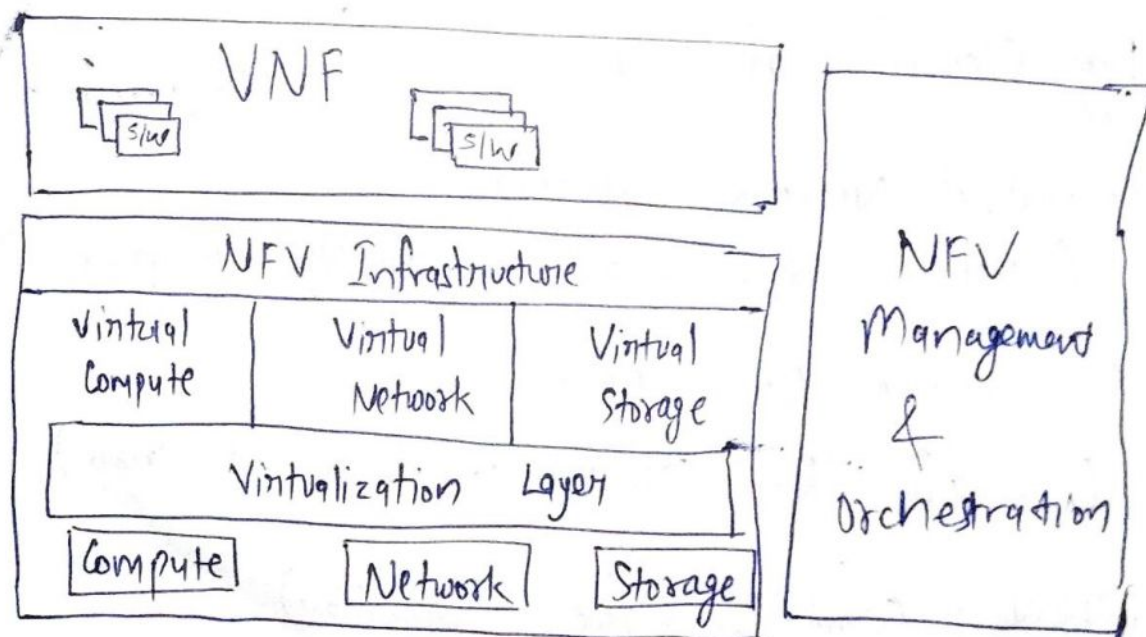 VNF
S/W
S/W
NFV Infrastructure
Virtual
Compute
Virtual
Network
Virtual
Storage
Virtualization Layer
Compute
Network
Storage
NFV
Management
&
Orchestration